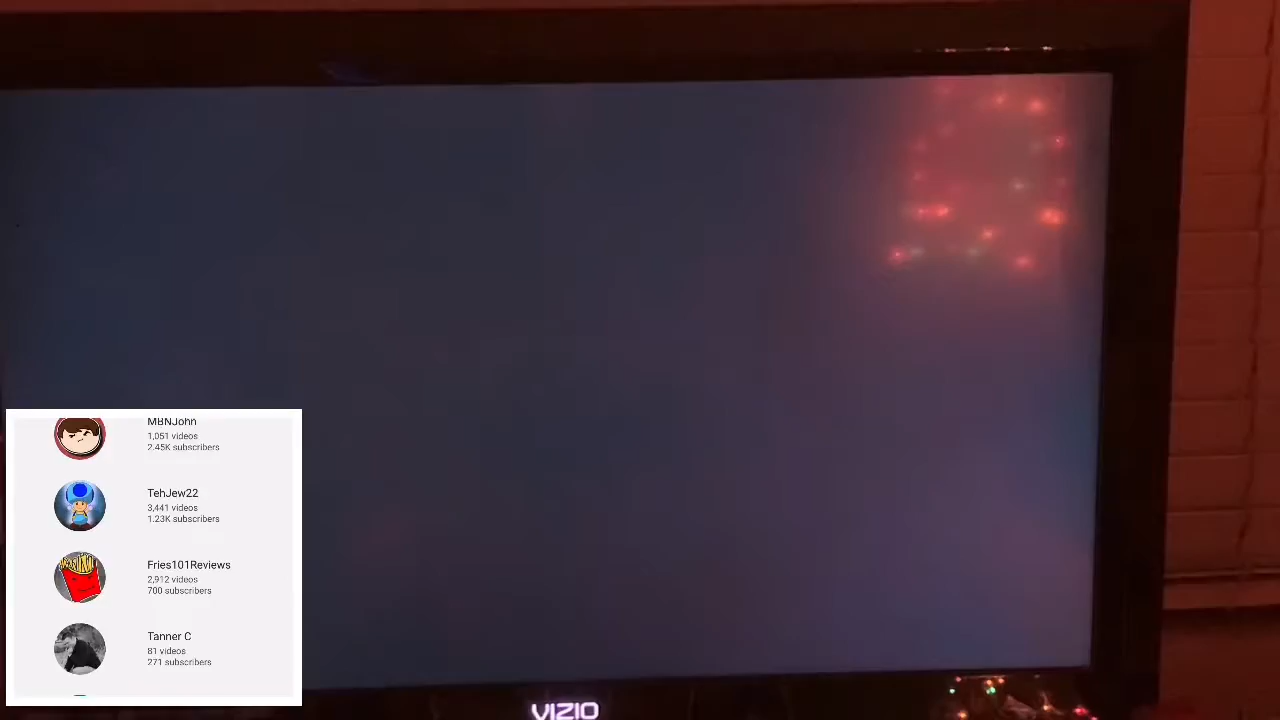 MBNJohn
1,051 videos
2.45K subscribers
TehJew22
3,441 videos
1.23K subscribers
Fries101Reviews
2,912 videos
700 subscribers
Tanner C
81 videos
271 subscribers
VIZIO